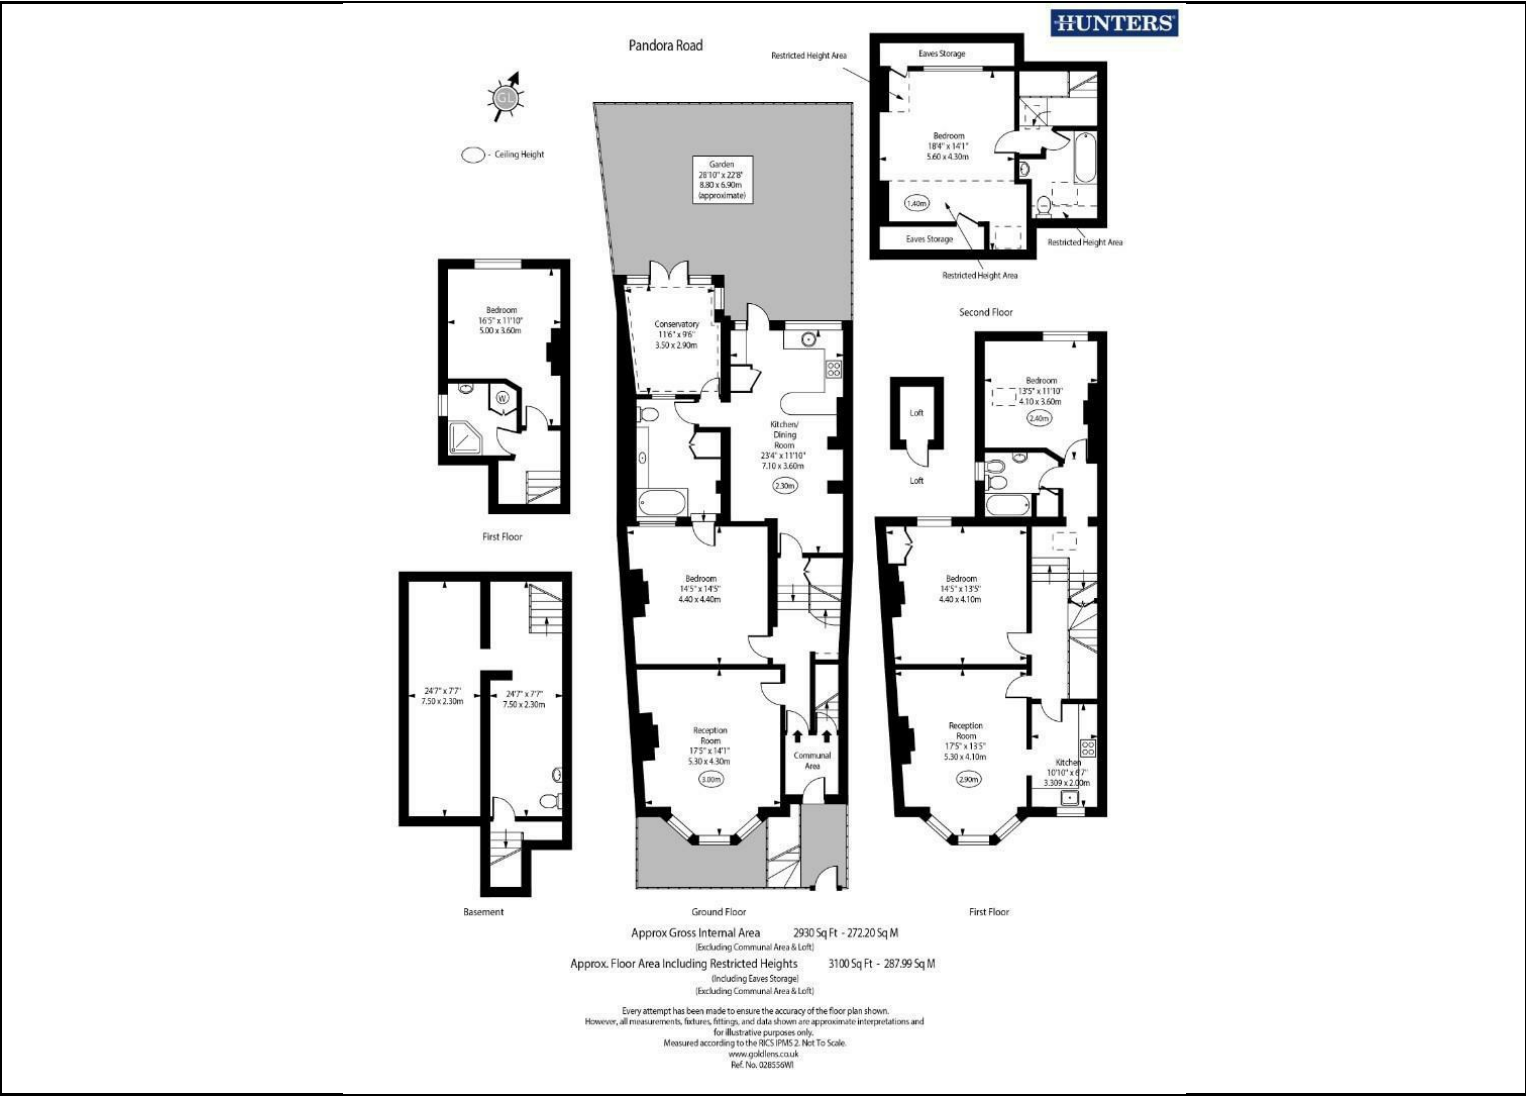 HUNTERS
Pandora Road
GL
- Ceiling Height
Garden
28'10" x 22'8"
8.80 x 6.90m
(approximate)
Conservatory
11'6" x 9'6"
3.50 x 2.90m
Kitchen/
Dining
Room
23'4" x 11'10"
7.10 x 3.60m
2.30m
Bedroom
14'5" x 14'5"
4.40 x 4.40m
Reception
Room
17'5" x 14'1"
5.30 x 4.30m
3.00m
Communal
Area
Ground Floor
Bedroom
16'5" x 11'10"
5.00 x 3.60m
W
First Floor
24'7" x 7'7"
7.50 x 2.30m
24'7" x 7'7"
7.50 x 2.30m
Basement
Restricted Height Area
Eaves Storage
Bedroom
18'4" x 14'1"
5.60 x 4.30m
1.40m
Eaves Storage
Restricted Height Area
Restricted Height Area
Second Floor
Loft
Loft
Bedroom
13'5" x 11'10"
4.10 x 3.60m
2.40m
Bedroom
14'5" x 13'5"
4.40 x 4.10m
Reception
Room
17'5" x 13'5"
5.30 x 4.10m
2.90m
Kitchen
10'10" x 6'7"
3.309 x 2.00m
First Floor
Approx Gross Internal Area 2930 Sq Ft - 272.20 Sq M
(Excluding Communal Area & Loft)
Approx. Floor Area Including Restricted Heights 3100 Sq Ft - 287.99 Sq M
(Including Eaves Storage)
(Excluding Communal Area & Loft)
Every attempt has been made to ensure the accuracy of the floor plan shown.
However, all measurements, fixtures, fittings, and data shown are approximate interpretations and
for illustrative purposes only.
Measured according to the RICS IPMS 2. Not To Scale.
www.goldlens.co.uk
Ref. No. 028556WI